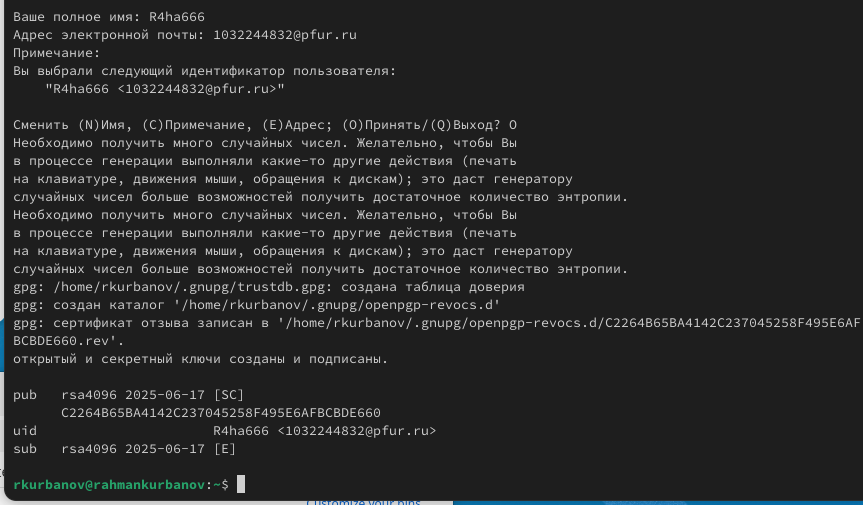 Ваше полное имя: R4ha666
Адрес электронной почты: 1032244832@pfur.ru
Примечание:
Вы выбрали следующий идентификатор пользователя:
    "R4ha666 <1032244832@pfur.ru>"

Сменить (N)Имя, (C)Примечание, (E)Адрес; (O)Принять/(Q)Выход? O
Необходимо получить много случайных чисел. Желательно, чтобы Вы
в процессе генерации выполняли какие-то другие действия (печать
на клавиатуре, движения мыши, обращения к дискам); это даст генератору
случайных чисел больше возможностей получить достаточное количество энтропии.
Необходимо получить много случайных чисел. Желательно, чтобы Вы
в процессе генерации выполняли какие-то другие действия (печать
на клавиатуре, движения мыши, обращения к дискам); это даст генератору
случайных чисел больше возможностей получить достаточное количество энтропии.
gpg: /home/rkurbanov/.gnupg/trustdb.gpg: создана таблица доверия
gpg: создан каталог '/home/rkurbanov/.gnupg/openpgp-revocs.d'
gpg: сертификат отзыва записан в '/home/rkurbanov/.gnupg/openpgp-revocs.d/C2264B65BA4142C237045258F495E6AF
BCBDE660.rev'.
открытый и секретный ключи созданы и подписаны.

pub   rsa4096 2025-06-17 [SC]
      C2264B65BA4142C237045258F495E6AFBCBDE660
uid                      R4ha666 <1032244832@pfur.ru>
sub   rsa4096 2025-06-17 [E]

rkurbanov@rahmankurbanov:~$
Customize your pins